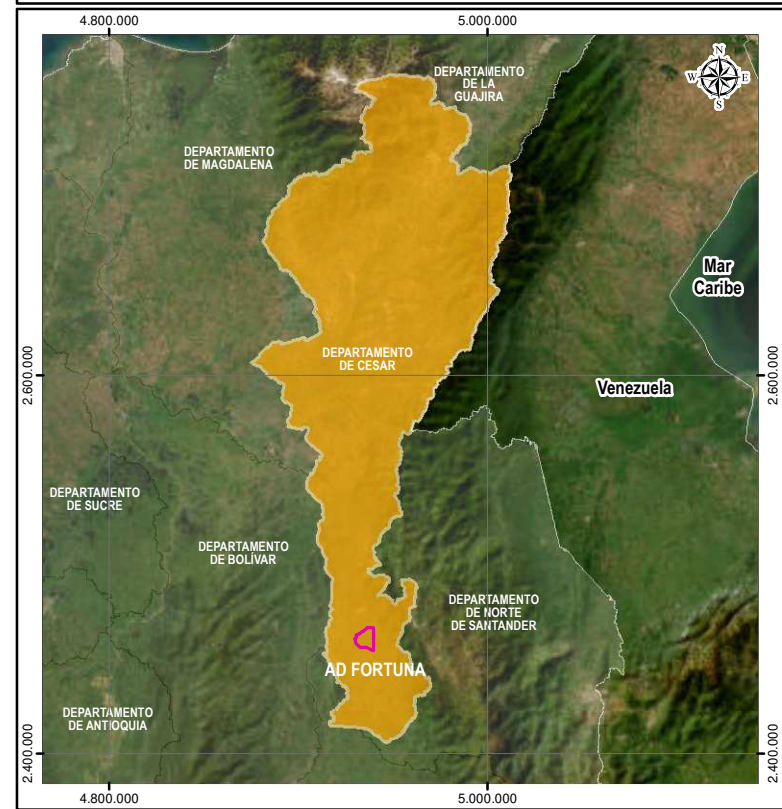 4.800.000
5.000.000
N
W
E
S
DEPARTAMENTO
DE LA
GUAJIRA
DEPARTAMENTO
DE MAGDALENA
Mar
Caribe
DEPARTAMENTO
DE CESAR
2.600.000
2.600.000
Venezuela
DEPARTAMENTO
DE SUCRE
DEPARTAMENTO
DE BOLÍVAR
DEPARTAMENTO
DE NORTE
DE SANTANDER
AD FORTUNA
DEPARTAMENTO
DE ANTIOQUIA
2.400.000
2.400.000
4.800.000
5.000.000